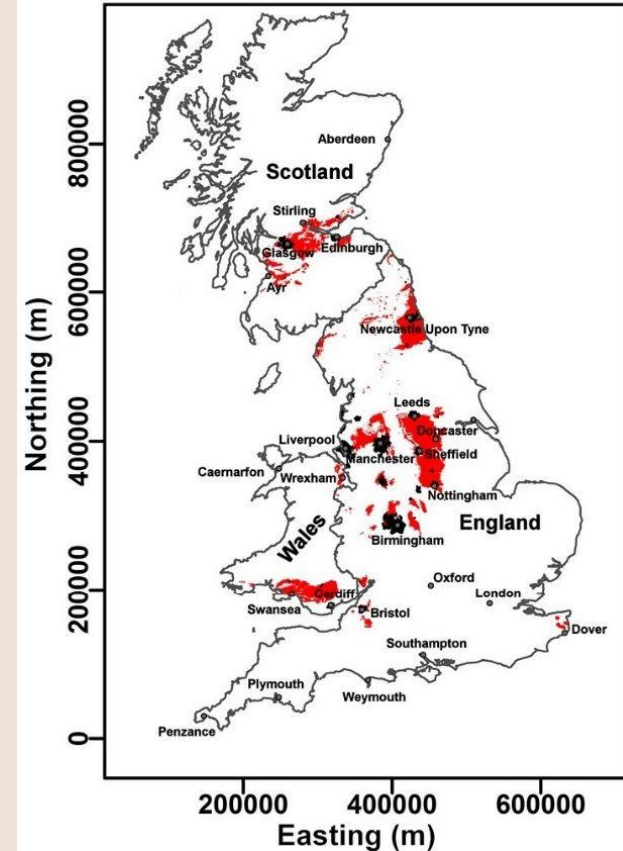 Aberdeen
800000
Scotland
Stirling
Glasgow
Edinburgh
Ayr
600000
Newcastle Upon Tyne
Northing (m)
Leeds
Doncaster
Liverpool
400000
Manchester
Sheffield
Caernarfon
Wrexham
Nottingham
Wales
England
Birmingham
Oxford
200000
Cardiff
London
Swansea
Bristol
Dover
Southampton
Plymouth
Weymouth
Penzance
0
200000 400000 600000
Easting (m)